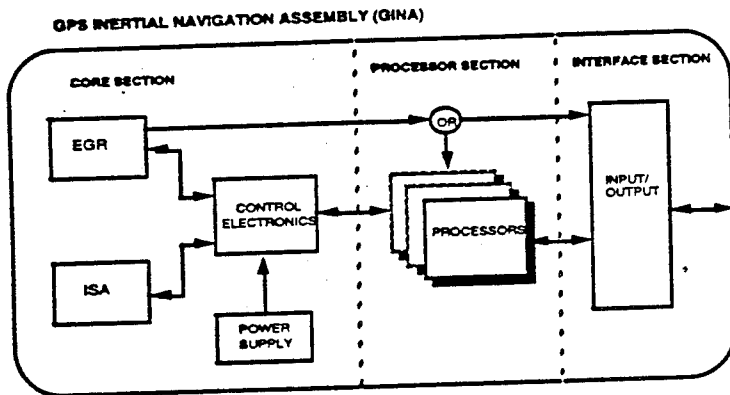 GPS INERTIAL NAVIGATION ASSEMBLY (GINA)
CORE SECTION
PROCESSOR SECTION
INTERFACE SECTION
EGR
OR
CONTROL
ELECTRONICS
PROCESSORS
INPUT/
OUTPUT
ISA
POWER
SUPPLY